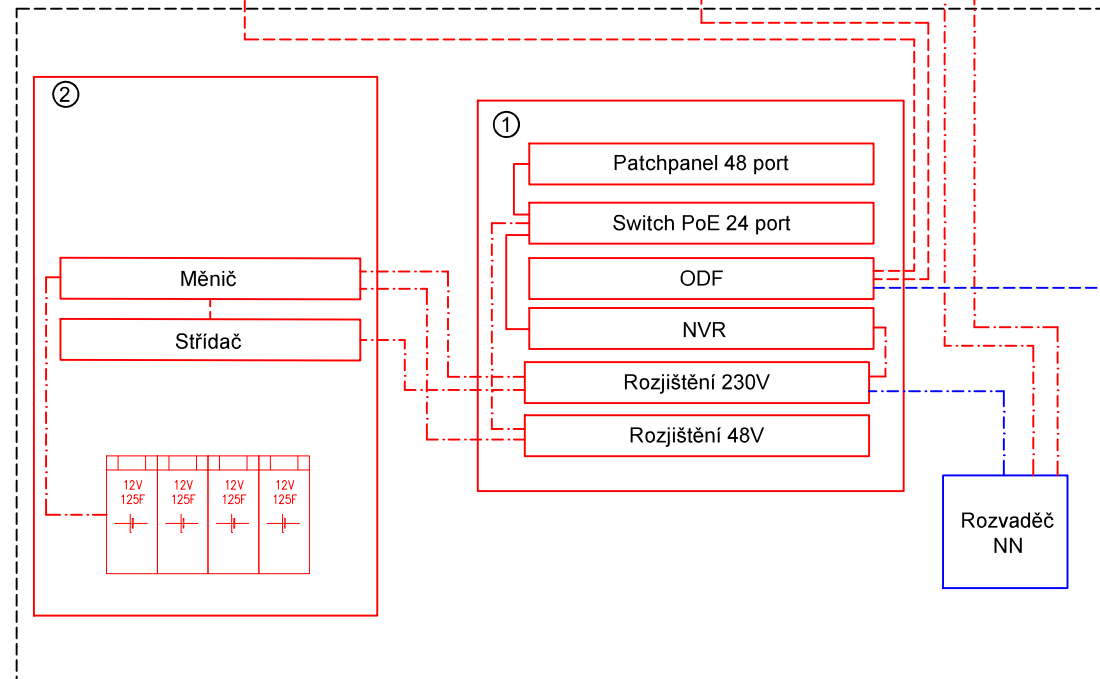 2
Měnič
Střídač
12V 12V 12V 12V
125F 125F 125F 125F
1
Patchpanel 48 port
Switch PoE 24 port
ODF
NVR
Rozjištění 230V
Rozjištění 48V
Rozvaděč
NN